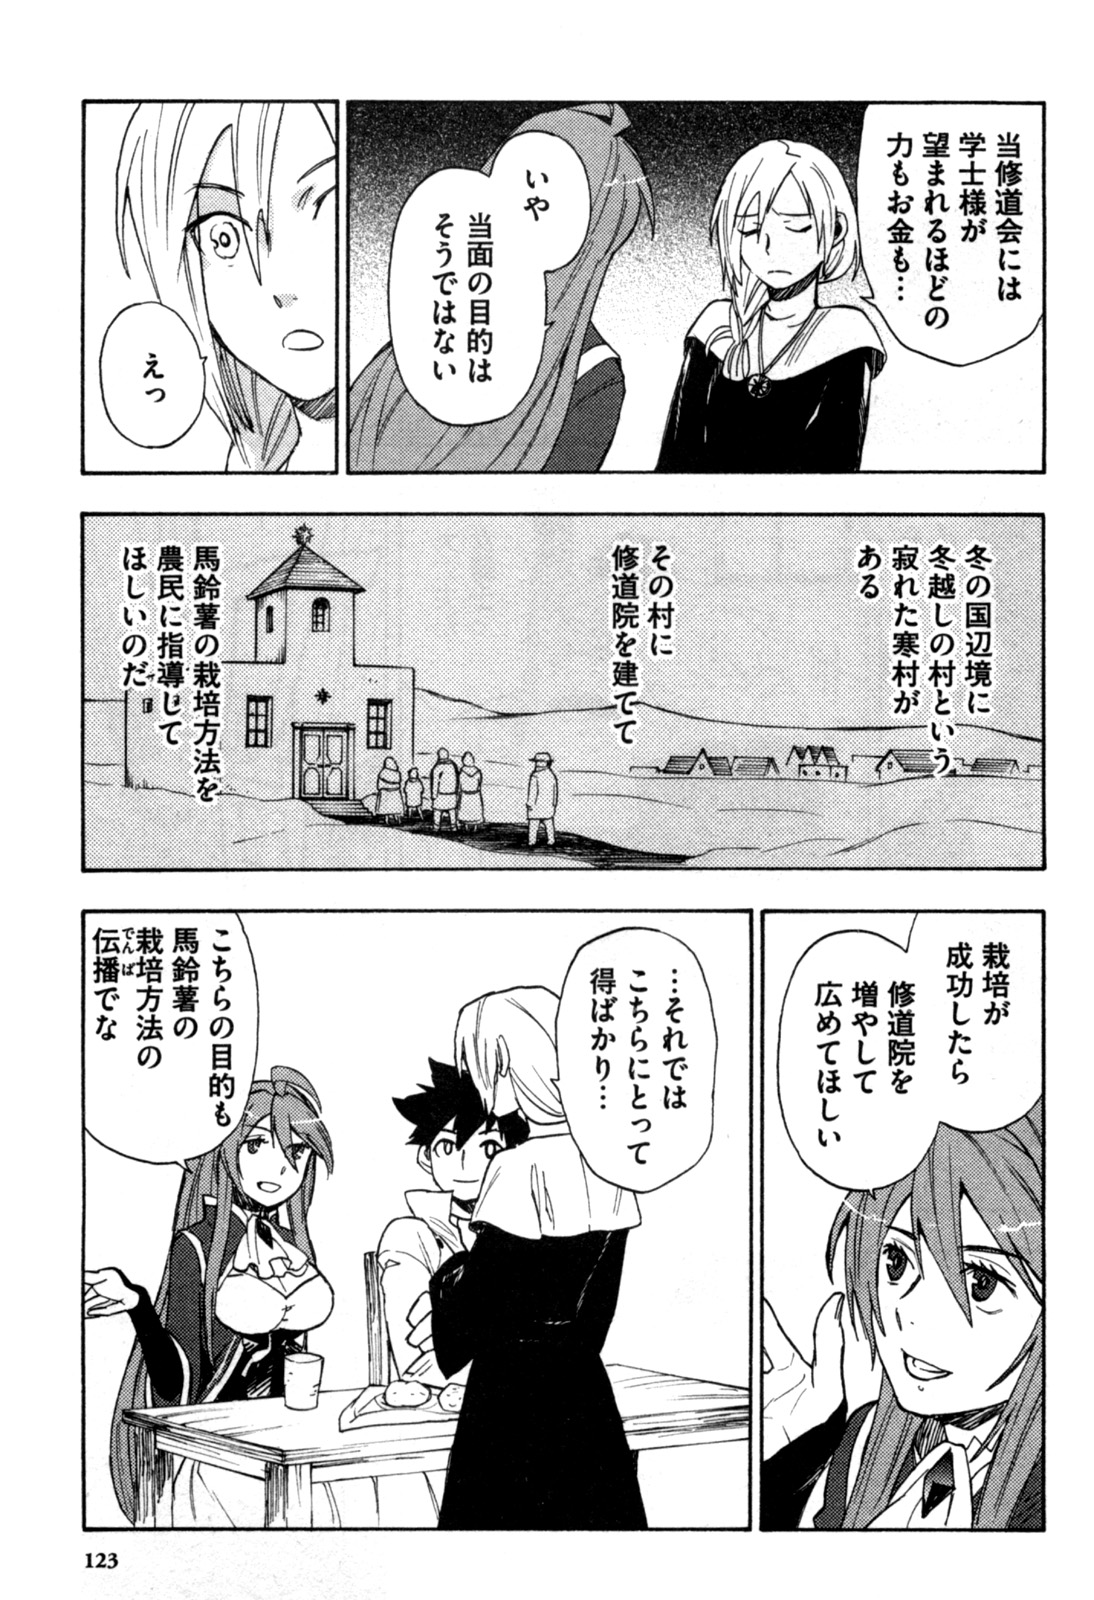 当修道会には
学士様が
望まれるほどの
力もお金も…
いや
当面の目的は
そうではない
えっ
冬の国辺境に
冬越しの村という
寂れた寒村が
ある
その村に
修道院を建てて
馬鈴薯の栽培方法を
農民に指導して
ほしいのだ
栽培が
成功したら
修道院を
増やして
広めてほしい
…それでは
こちらにとって
得ばかり…
こちらの目的も
馬鈴薯の
栽培方法の
伝播でな
でんぱ
123